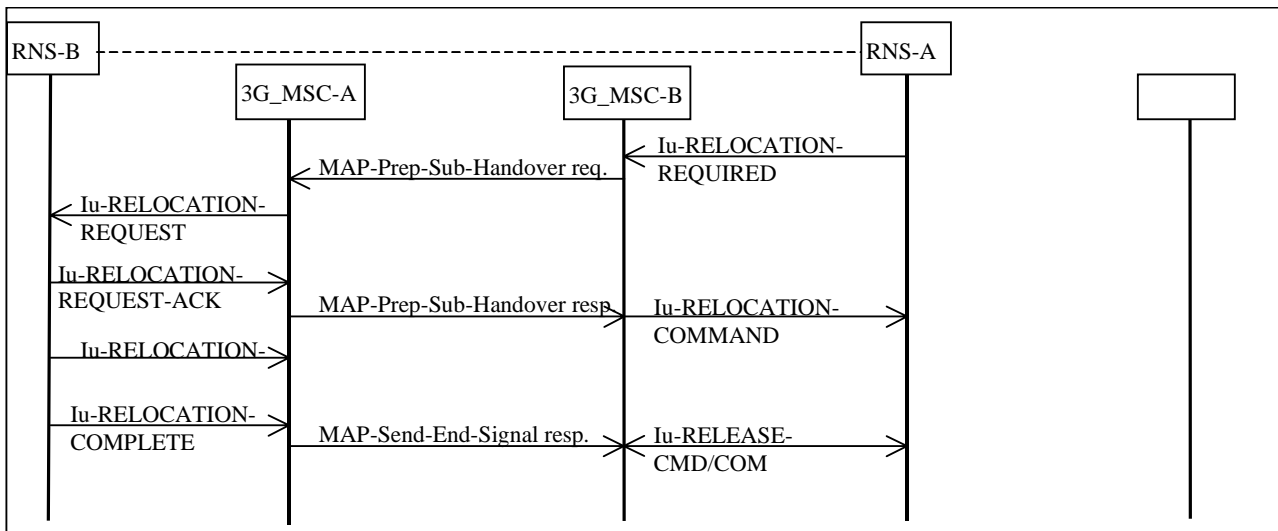 RNS-B
RNS-A
3G_MSC-A
3G_MSC-B
Iu-RELOCATION-
REQUIRED
MAP-Prep-Sub-Handover req.
Iu-RELOCATION-
REQUEST
Iu-RELOCATION-
REQUEST-ACK
MAP-Prep-Sub-Handover resp
Iu-RELOCATION-
COMMAND
Iu-RELOCATION-
Iu-RELOCATION-
COMPLETE
MAP-Send-End-Signal resp.
Iu-RELEASE-
CMD/COM